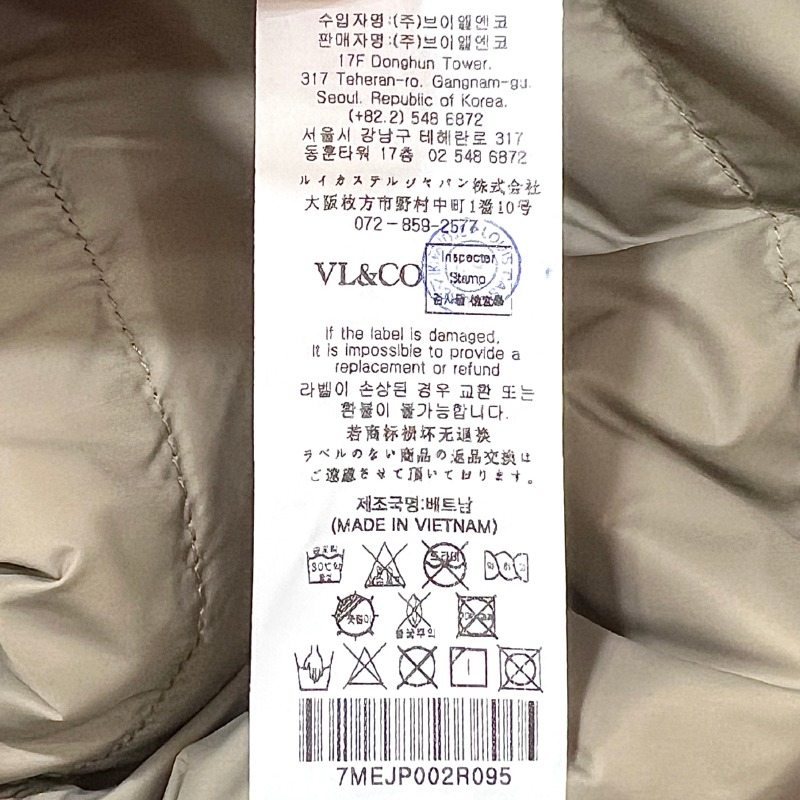 수입자명:(주)브이엘엔코
판매자명:(주)브이엘엔코
17F Donghun Tower.
317 Teheran-ro. Gangnam-gu.
Seoul. Republic of Korea.
(+82.2) 548 6872
서울시 강남구 테헤란로 317
동훈타워 17층 02 548 6872
ルイカステルジャパン株式会社
大阪枚方市野村中町1番10号
072-859-2577
VL&CO
Inspecter
Stamp
If the label is damaged,
It is impossible to provide a
replacement or refund
라벨이 손상된 경우 교환 또는
환불이 불가능합니다.
若商标损坏无退换
ラベルのない商品の返品交換は
ご遠慮させて頂いております。
제조국명:베트남
(MADE IN VIETNAM)
30℃
드라이
7MEJP002R095